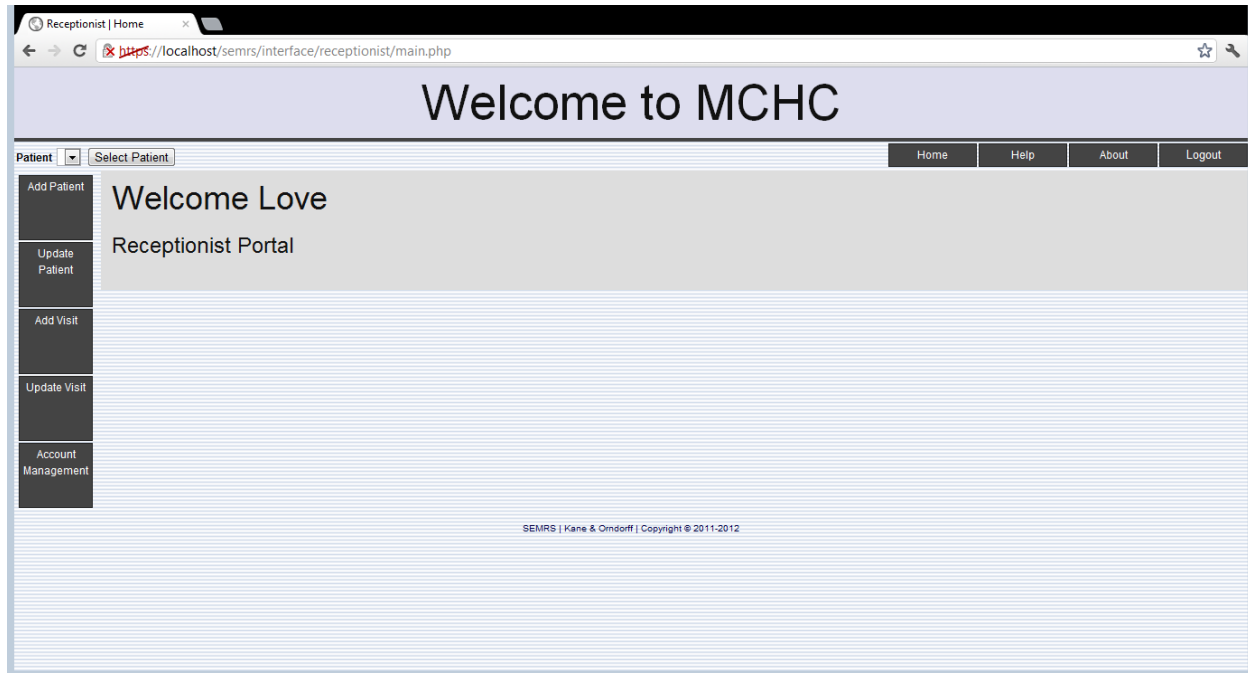 Receptionist | Home
https://localhost/semrs/interface/receptionist/main.php
Welcome to MCHC
Patient Select Patient Home Help About Logout
Add Patient
Welcome Love
Receptionist Portal
Update
Patient
Add Visit
Update Visit
Account
Management
SEMRS | Kane & Orndorff | Copyright © 2011-2012